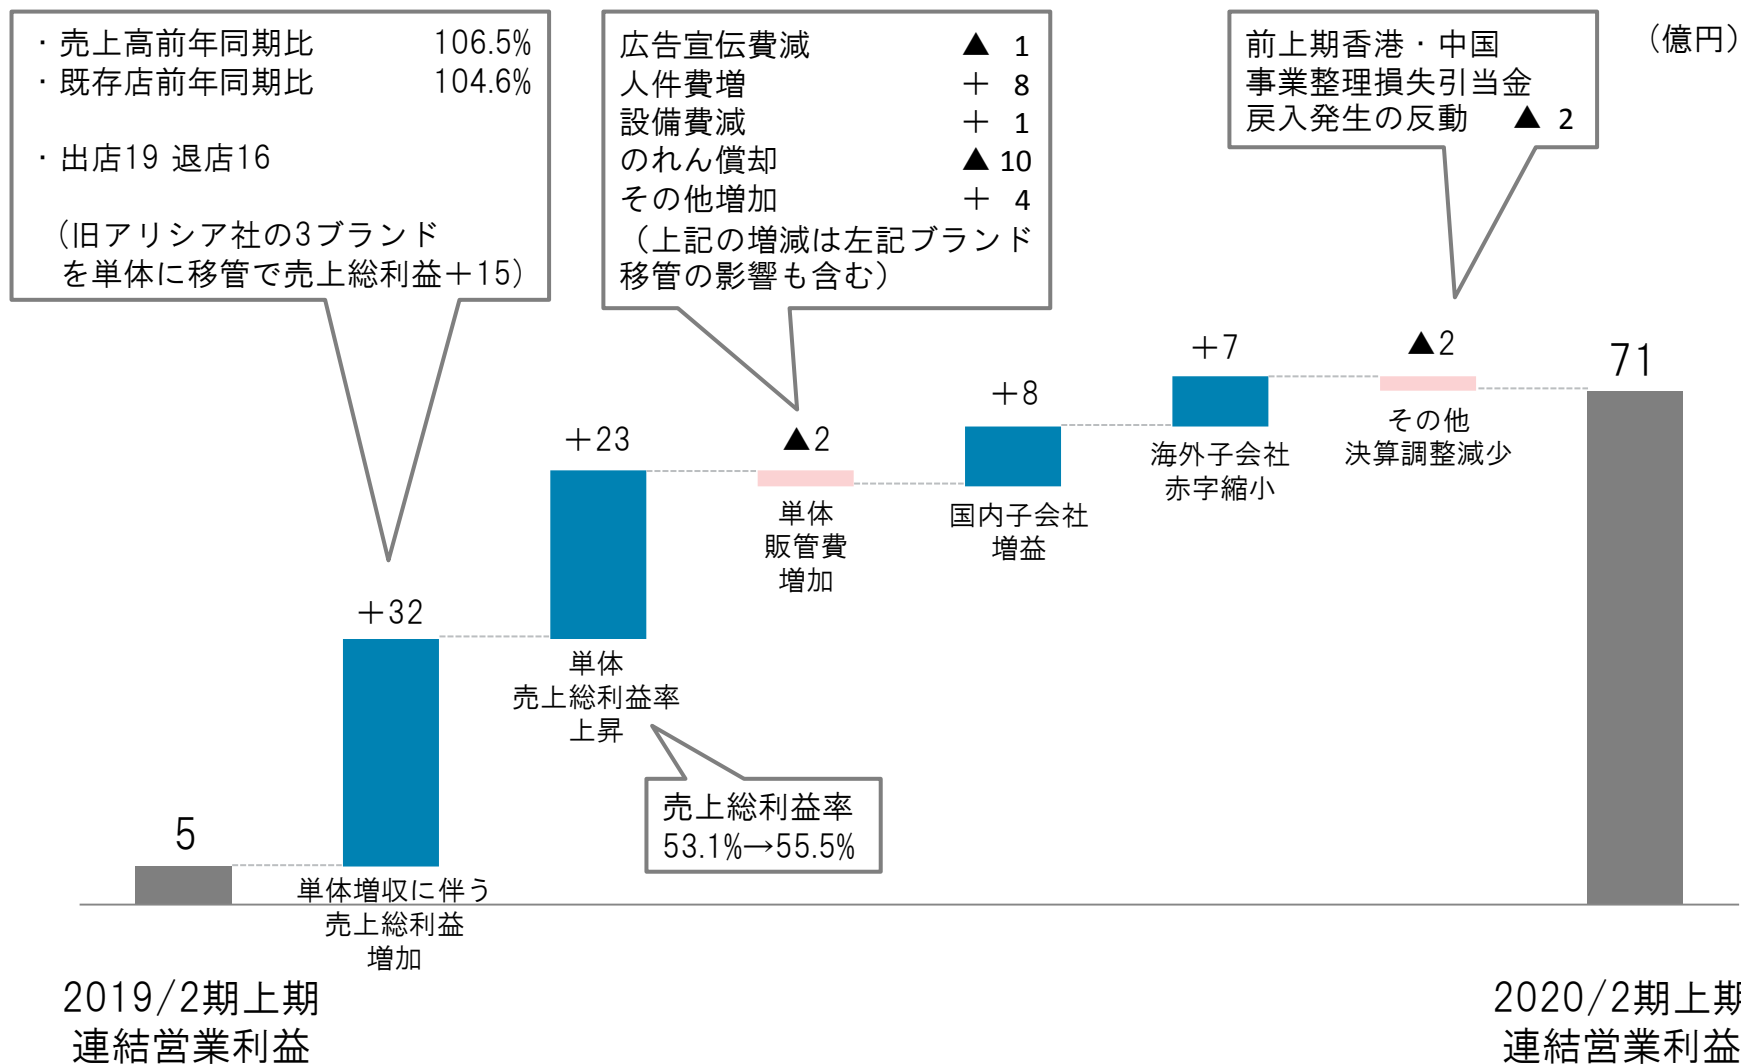 ・売上高前年同期比 106.5%
・既存店前年同期比 104.6%
・出店19 退店16
(旧アリシア社の3ブランド
を単体に移管で売上総利益＋15)
広告宣伝費減 ▲ 1
人件費増 ＋ 8
設備費減 ＋ 1
のれん償却 ▲ 10
その他増加 ＋ 4
（上記の増減は左記ブランド
移管の影響も含む）
前上期香港・中国
事業整理損失引当金
戻入発生の反動 ▲ 2
(億円)
5
＋32
単体増収に伴う
売上総利益
増加
＋23
単体
売上総利益率
上昇
売上総利益率
53.1%→55.5%
▲2
単体
販管費
増加
＋8
国内子会社
増益
＋7
海外子会社
赤字縮小
▲2
その他
決算調整減少
71
2019/2期上期
連結営業利益
2020/2期上期
連結営業利益